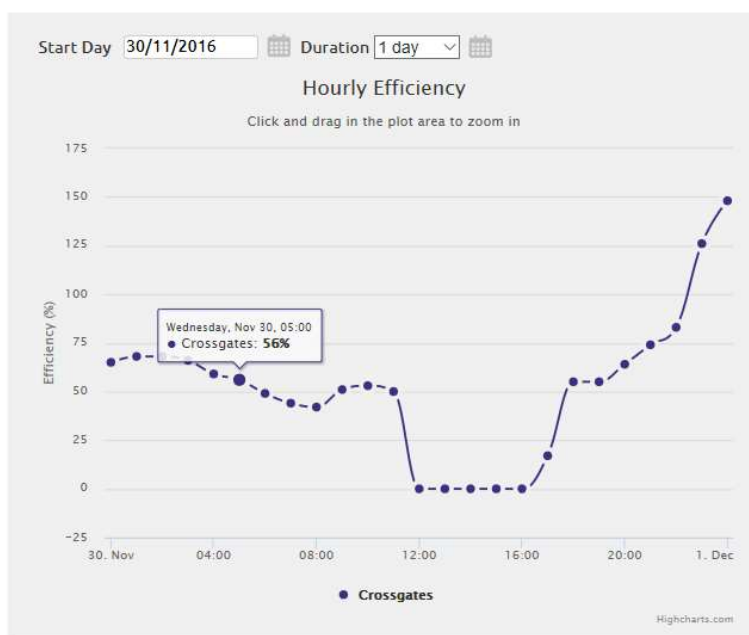 Start Day 30/11/2016 Duration 1 day
Hourly Efficiency
Click and drag in the plot area to zoom in
Efficiency (%)
175
150
125
100
75
50
25
0
-25
Wednesday, Nov 30, 05:00
Crossgates: 56%
30. Nov 04:00 08:00 12:00 16:00 20:00 1. Dec
Crossgates
Highcharts.com